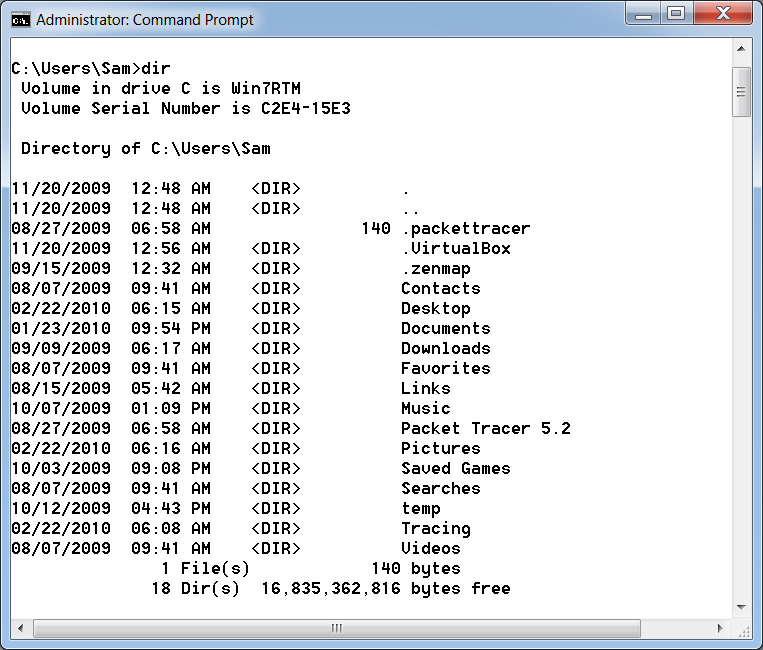 Administrator: Command Prompt
C:\Users\Sam>dir
 Volume in drive C is Win7RTM
 Volume Serial Number is C2E4-15E3

 Directory of C:\Users\Sam

11/20/2009  12:48 AM    <DIR>          .
11/20/2009  12:48 AM    <DIR>          ..
08/27/2009  06:58 AM               140 .packettracer
11/20/2009  12:56 AM    <DIR>          .VirtualBox
09/15/2009  12:32 AM    <DIR>          .zenmap
08/07/2009  09:41 AM    <DIR>          Contacts
02/22/2010  06:15 AM    <DIR>          Desktop
01/23/2010  09:54 PM    <DIR>          Documents
09/09/2009  06:17 AM    <DIR>          Downloads
08/07/2009  09:41 AM    <DIR>          Favorites
08/15/2009  05:42 AM    <DIR>          Links
10/07/2009  01:09 PM    <DIR>          Music
08/27/2009  06:58 AM    <DIR>          Packet Tracer 5.2
02/22/2010  06:16 AM    <DIR>          Pictures
10/03/2009  09:08 PM    <DIR>          Saved Games
08/07/2009  09:41 AM    <DIR>          Searches
10/12/2009  04:43 PM    <DIR>          temp
02/22/2010  06:08 AM    <DIR>          Tracing
08/07/2009  09:41 AM    <DIR>          Videos
               1 File(s)            140 bytes
              18 Dir(s)  16,835,362,816 bytes free